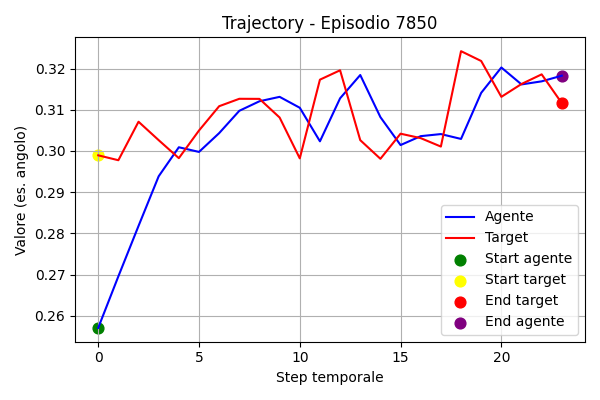 Trajectory - Episodio 7850
Valore (es. angolo)
0.32
0.31
0.30
0.29
0.28
0.27
0.26
0
5
10
15
20
Step temporale
Agente
Target
Start agente
Start target
End target
End agente